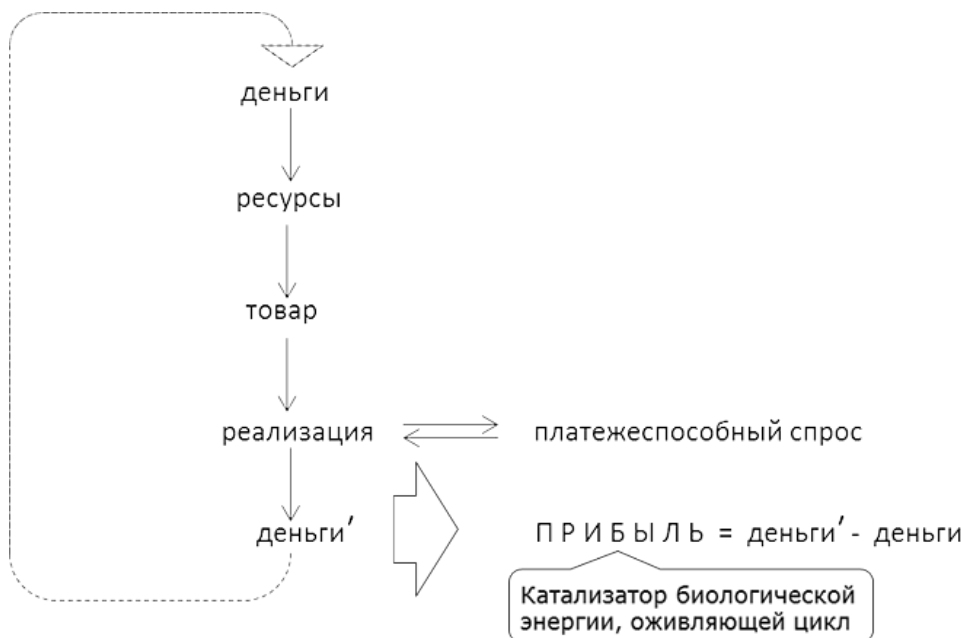 деньги
ресурсы
товар
реализация
платежеспособный спрос
деньги′
П Р И Б Ы Л Ь = деньги′ - деньги
Катализатор биологической
энергии, оживляющей цикл